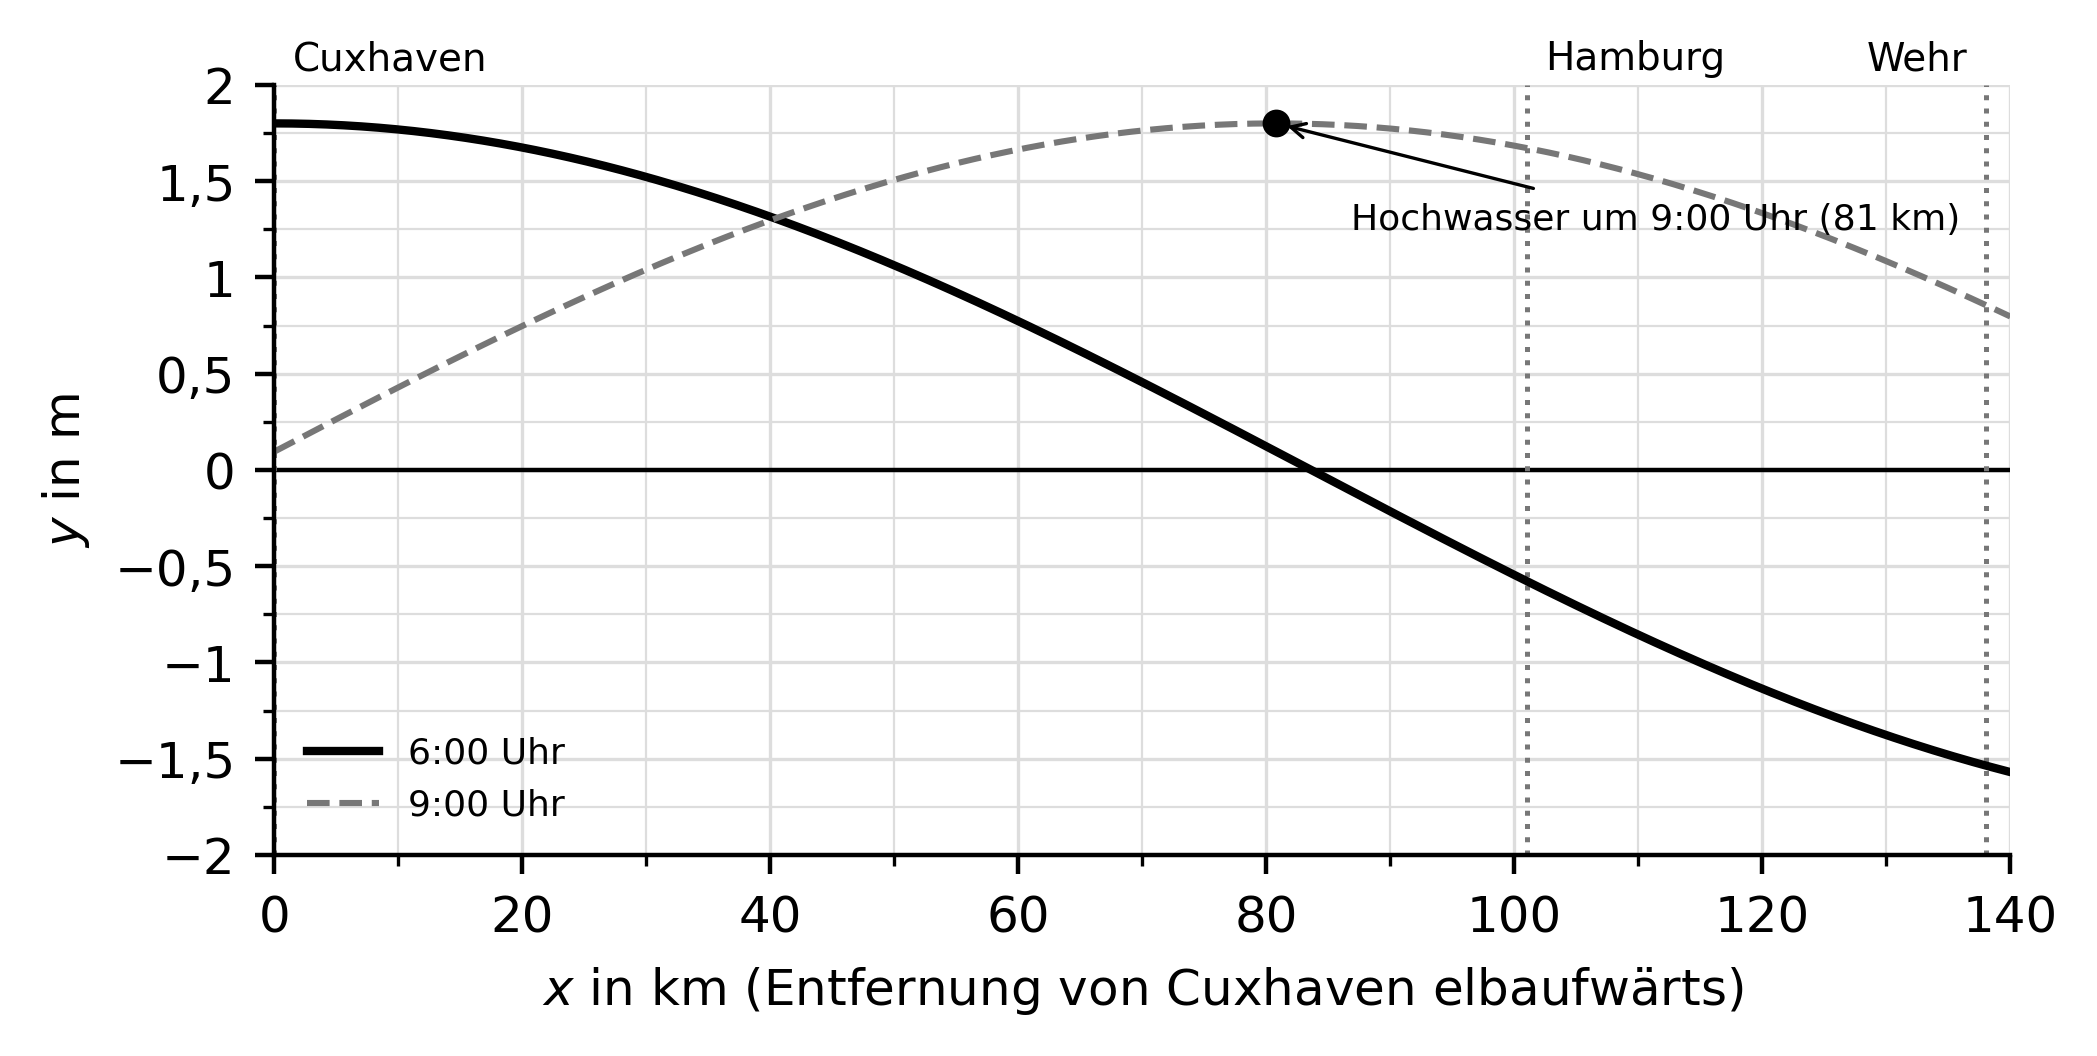 Cuxhaven Hamburg Wehr
2
1,5
1
0,5
0
−0,5
−1
−1,5
−2
y in m
Hochwasser um 9:00 Uhr (81 km)
6:00 Uhr
9:00 Uhr
0 20 40 60 80 100 120 140
x in km (Entfernung von Cuxhaven elbaufwärts)